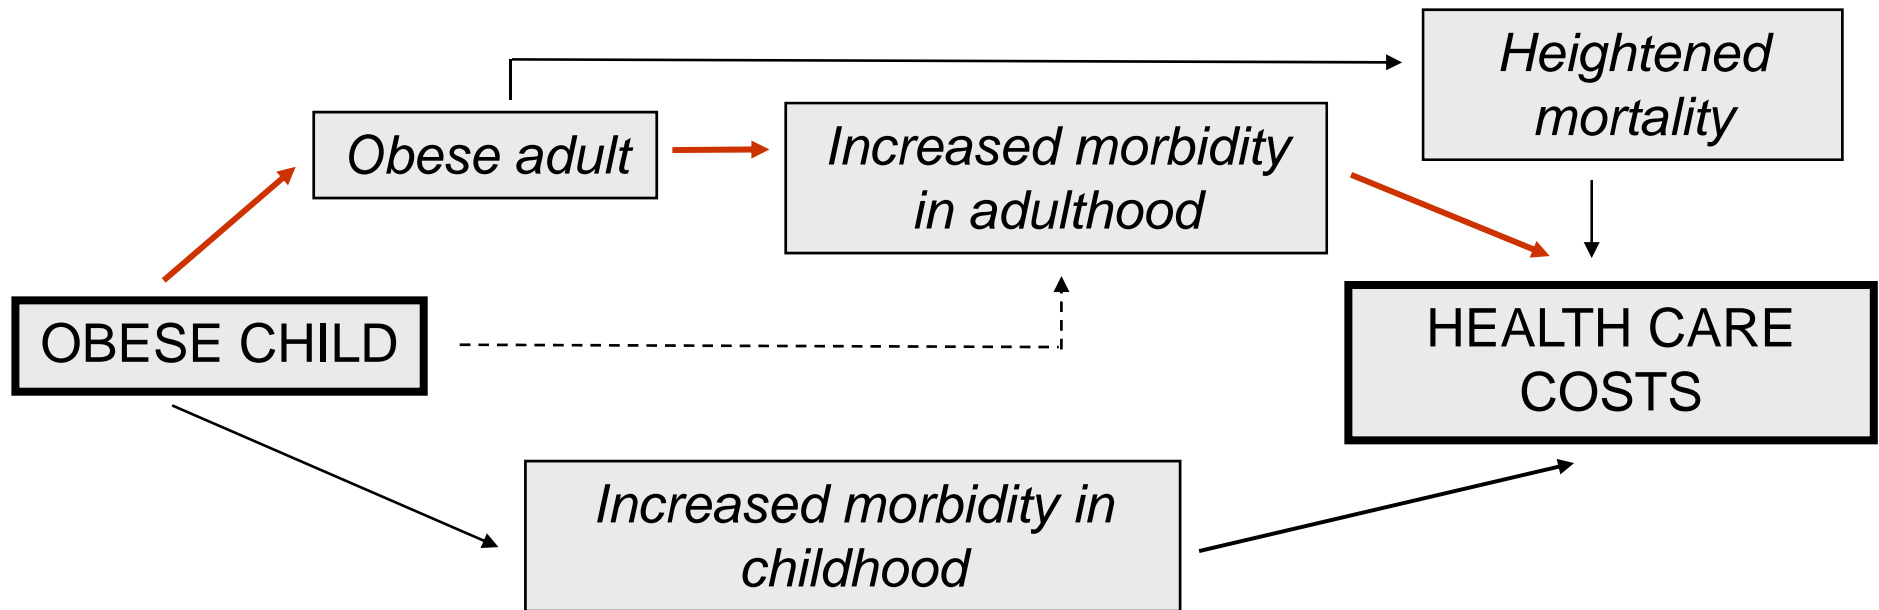 Heightened
mortality
Obese adult
Increased morbidity
in adulthood
OBESE CHILD
HEALTH CARE
COSTS
Increased morbidity in
childhood